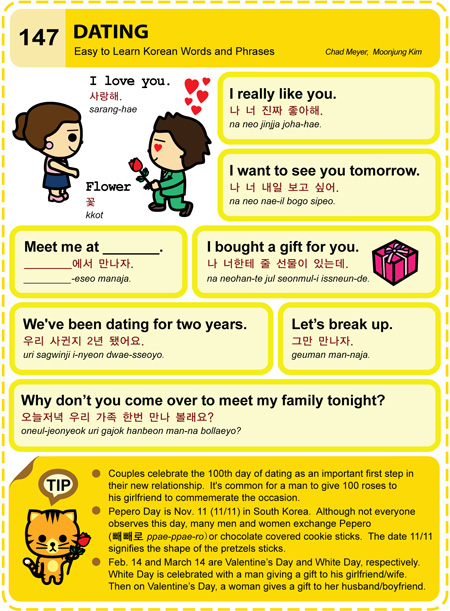 147
DATING
Easy to Learn Korean Words and Phrases
Chad Meyer, Moonjung Kim
I love you.
사랑해.
sarang-hae
Flower
꽃
kkot
I really like you.
나 너 진짜 좋아해.
na neo jinjja joha-hae.
I want to see you tomorrow.
나 너 내일 보고 싶어.
na neo nae-il bogo sipeo.
Meet me at _______.
________에서 만나자.
________-eseo manaja.
I bought a gift for you.
나 너한테 줄 선물이 있는데.
na neohan-te jul seonmul-i issneun-de.
We've been dating for two years.
우리 사귄지 2년 됐어요.
uri sagwinji i-nyeon dwae-sseoyo.
Let's break up.
그만 만나자.
geuman man-naja.
Why don't you come over to meet my family tonight?
오늘저녁 우리 가족 한번 만나 볼래요?
oneul-jeonyeok uri gajok hanbeon man-na bollaeyo?
TIP
Couples celebrate the 100th day of dating as an important first step in
their new relationship. It's common for a man to give 100 roses to
his girlfriend to commemorate the occasion.
Pepero Day is Nov. 11 (11/11) in South Korea. Although not everyone
observes this day, many men and women exchange Pepero
(빼빼로 ppae-ppae-ro) or chocolate covered cookie sticks. The date 11/11
signifies the shape of the pretzels sticks.
Feb. 14 and March 14 are Valentine's Day and White Day, respectively.
White Day is celebrated with a man giving a gift to his girlfriend/wife.
Then on Valentine's Day, a woman gives a gift to her husband/boyfriend.